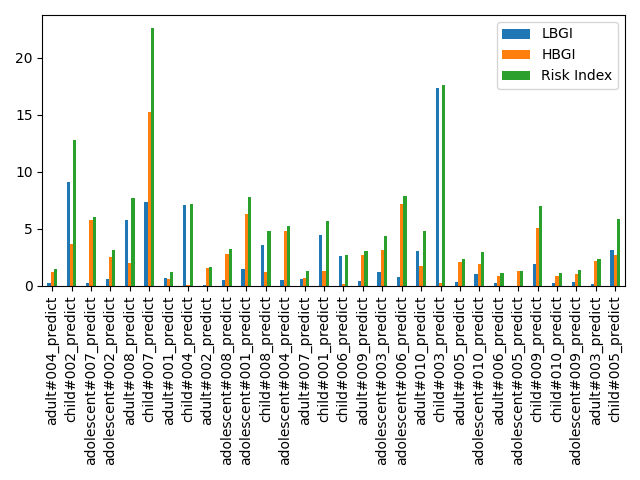 LBGI
HBGI
Risk Index
20
15
10
5
0
adult#004_predict
child#002_predict
adolescent#007_predict
adolescent#002_predict
adult#008_predict
child#007_predict
adult#001_predict
child#004_predict
adult#002_predict
adolescent#008_predict
adolescent#001_predict
child#008_predict
adolescent#004_predict
adult#007_predict
child#001_predict
child#006_predict
adult#009_predict
adolescent#003_predict
adolescent#006_predict
adult#010_predict
child#003_predict
adult#005_predict
adolescent#010_predict
adult#006_predict
adolescent#005_predict
child#009_predict
child#010_predict
adolescent#009_predict
adult#003_predict
child#005_predict